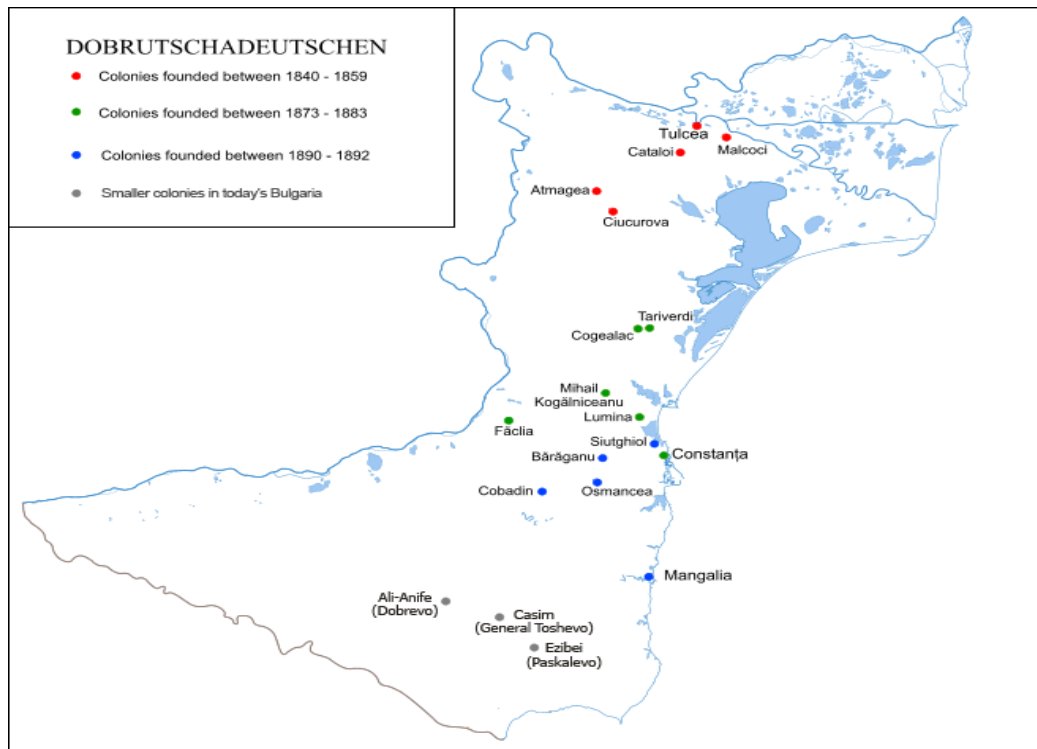 DOBRUTSCHADEUTSCHEN
Colonies founded between 1840 - 1859
Colonies founded between 1873 - 1883
Colonies founded between 1890 - 1892
Smaller colonies in today's Bulgaria
Tulcea
Malcoci
Cataloi
Atmagea
Ciucurova
Tariverdi
Cogealac
Mihail
Kogălniceanu
Lumina
Făclia
Siutghiol
Constanța
Bărăganu
Cobadin
Osmancea
Mangalia
Ali-Anife
(Dobrevo)
Casim
(General Toshevo)
Ezibei
(Paskalevo)